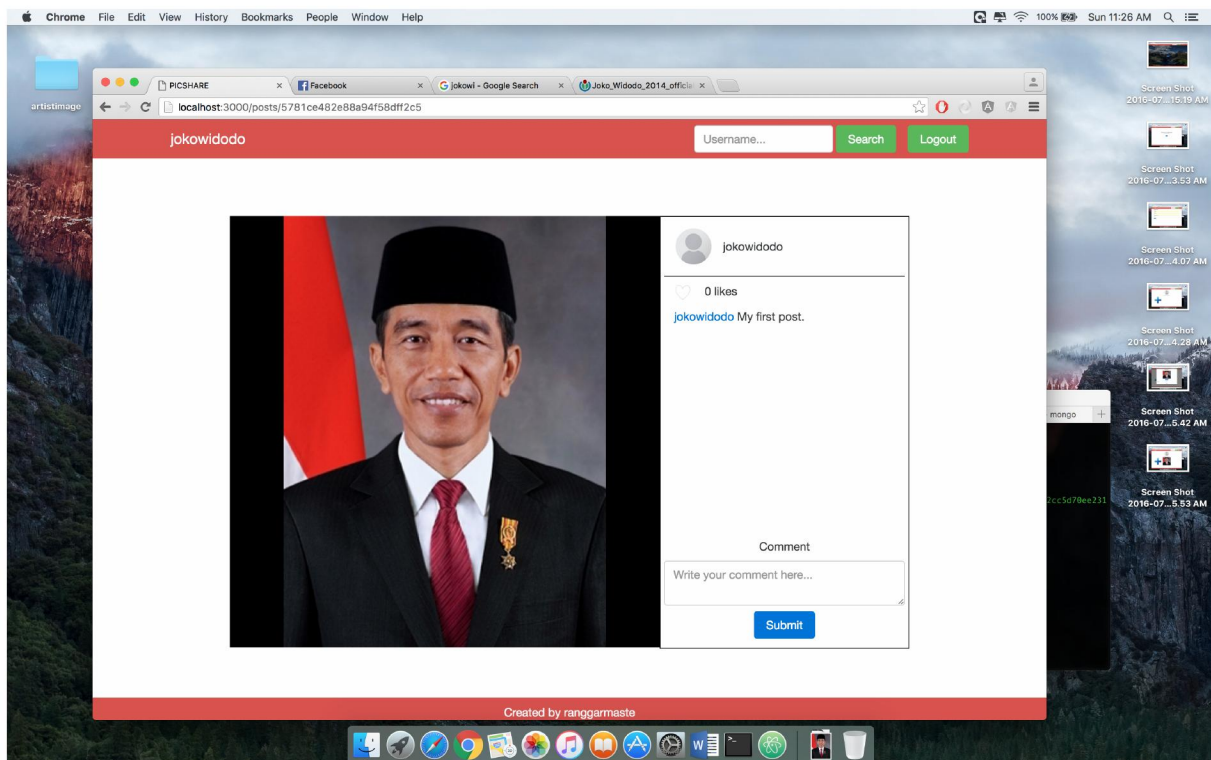 Chrome File Edit View History Bookmarks People Window Help
100% Sun 11:26 AM
artistimage
PICSHARE
Facebook
jokowi - Google Search
Joko_Widodo_2014_official
localhost:3000/posts/5781ce482e88a94f58dff2c5
jokowidodo
Username...
Search
Logout
jokowidodo
0 likes
jokowidodo My first post.
Comment
Write your comment here...
Submit
Created by ranggarmaste
mongo
2cc5d70ee231
Screen Shot
2016-07...15.19 AM
Screen Shot
2016-07...3.53 AM
Screen Shot
2016-07...4.07 AM
Screen Shot
2016-07...4.28 AM
Screen Shot
2016-07...5.42 AM
Screen Shot
2016-07...5.53 AM